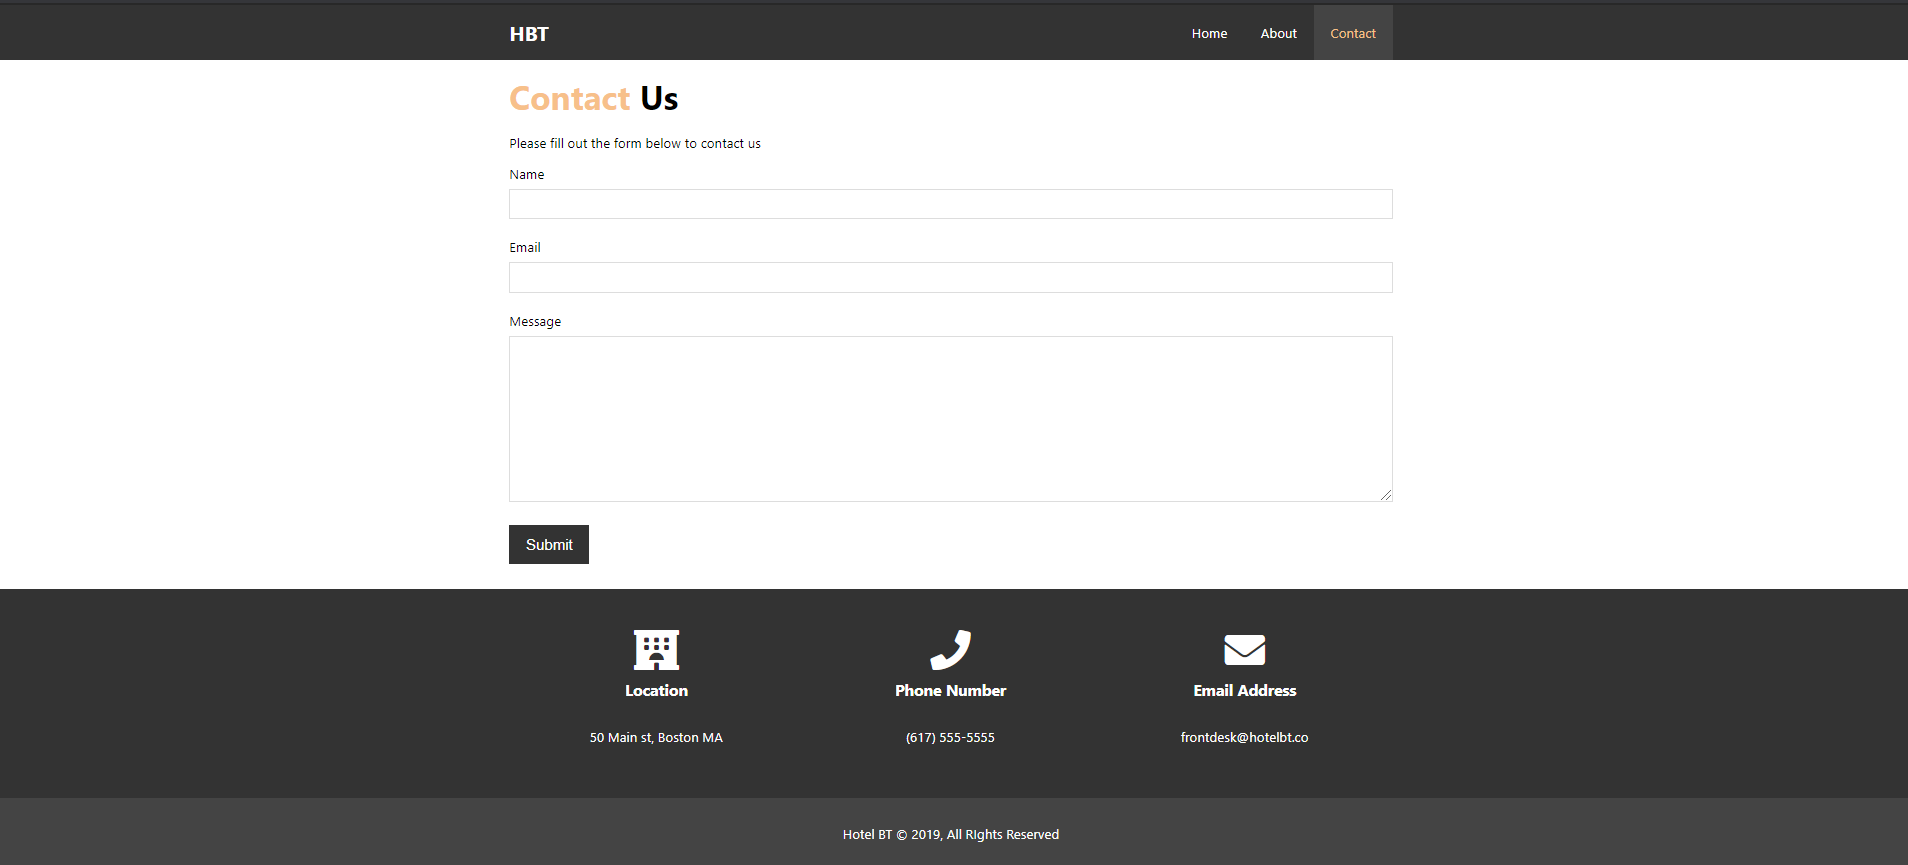 HBT Home About Contact
Contact Us
Please fill out the form below to contact us
Name
Email
Message
Submit
Location Phone Number Email Address
50 Main st, Boston MA (617) 555-5555 frontdesk@hotelbt.co
Hotel BT © 2019, All Rights Reserved